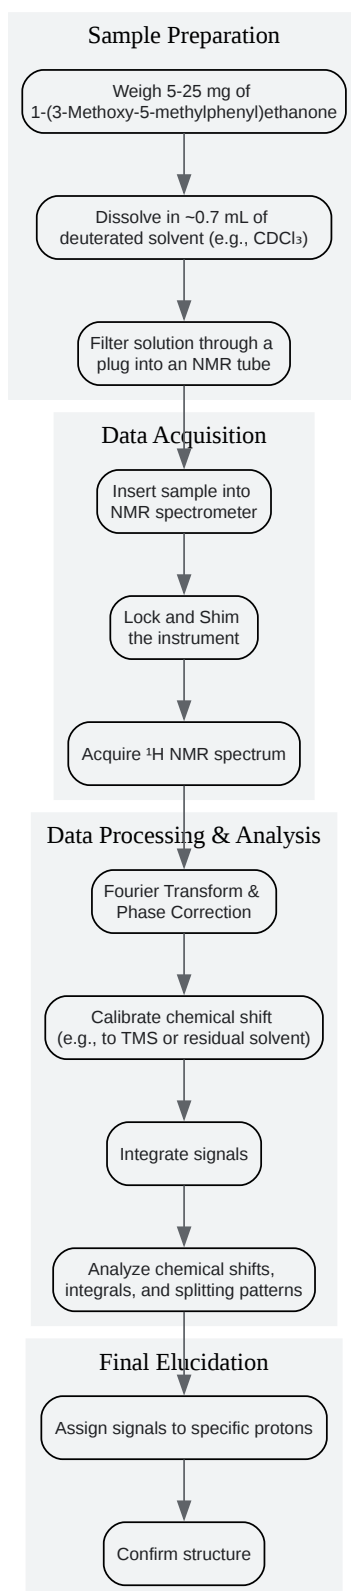 Sample Preparation
Weigh 5-25 mg of
1-(3-Methoxy-5-methylphenyl)ethanone
Dissolve in ~0.7 mL of
deuterated solvent (e.g., CDCl₃)
Filter solution through a
plug into an NMR tube
Data Acquisition
Insert sample into
NMR spectrometer
Lock and Shim
the instrument
Acquire ¹H NMR spectrum
Data Processing & Analysis
Fourier Transform &
Phase Correction
Calibrate chemical shift
(e.g., to TMS or residual solvent)
Integrate signals
Analyze chemical shifts,
integrals, and splitting patterns
Final Elucidation
Assign signals to specific protons
Confirm structure